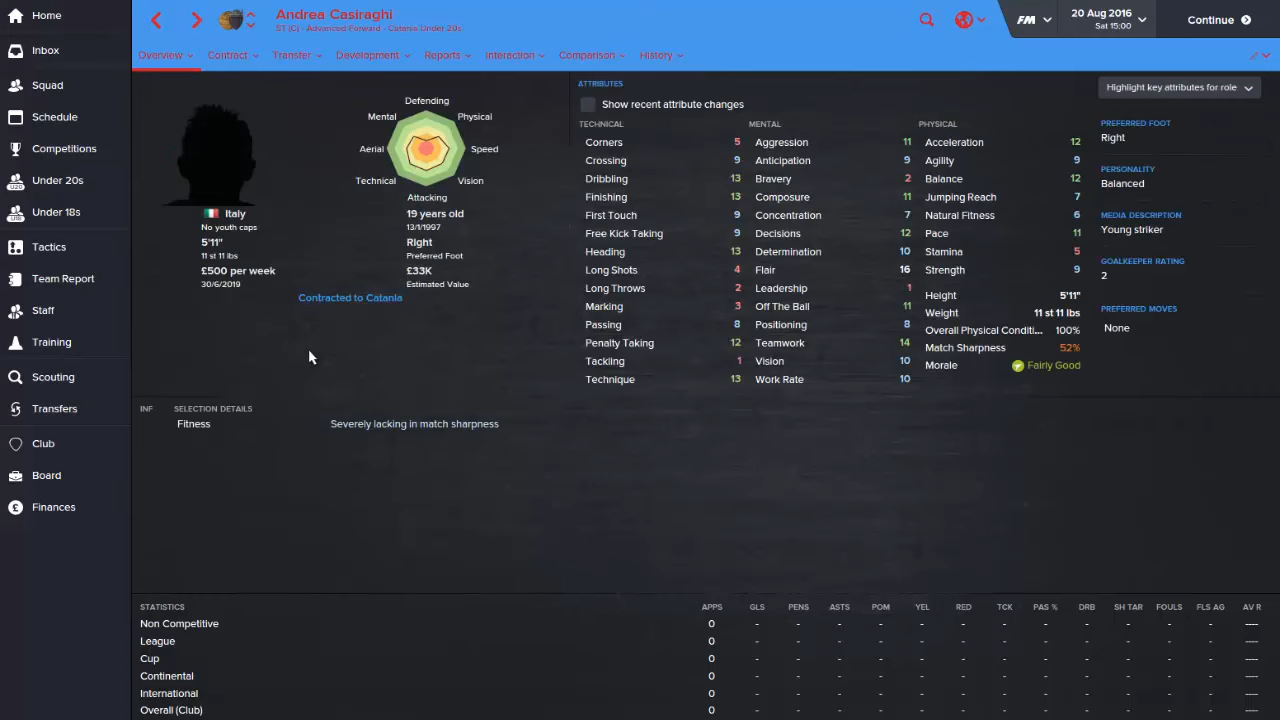 Home
Inbox
Squad
Schedule
Competitions
Under 20s
Under 18s
Tactics
Team Report
Staff
Training
Scouting
Transfers
Club
Board
Finances
Andrea Casiraghi
ST (C) - Advanced Forward - Catania Under 20s
FM
20 Aug 2016
Sat 15:00
Continue
Overview
Contract
Transfer
Development
Reports
Interaction
Comparison
History
Defending
Mental
Physical
Aerial
Speed
Technical
Vision
Attacking
Italy
No youth caps
5'11"
11 st 11 lbs
£500 per week
30/6/2019
19 years old
13/1/1997
Right
Preferred Foot
£33K
Estimated Value
Contracted to Catania
ATTRIBUTES
Show recent attribute changes
Highlight key attributes for role
TECHNICAL
Corners 5
Crossing 9
Dribbling 13
Finishing 13
First Touch 9
Free Kick Taking 9
Heading 13
Long Shots 4
Long Throws 2
Marking 3
Passing 8
Penalty Taking 12
Tackling 1
Technique 13
MENTAL
Aggression 11
Anticipation 9
Bravery 2
Composure 11
Concentration 7
Decisions 12
Determination 10
Flair 16
Leadership 1
Off The Ball 11
Positioning 8
Teamwork 14
Vision 10
Work Rate 10
PHYSICAL
Acceleration 12
Agility 9
Balance 12
Jumping Reach 7
Natural Fitness 6
Pace 11
Stamina 5
Strength 9
Height 5'11"
Weight 11 st 11 lbs
Overall Physical Conditi... 100%
Match Sharpness 52%
Morale Fairly Good
PREFERRED FOOT
Right
PERSONALITY
Balanced
MEDIA DESCRIPTION
Young striker
GOALKEEPER RATING
2
PREFERRED MOVES
None
INF SELECTION DETAILS
Fitness Severely lacking in match sharpness
STATISTICS APPS GLS PENS ASTS POM YEL RED TCK PAS % DRB SH TAR FOULS FLS AG AV R
Non Competitive 0 - - - - - - - - - - - - ----
League 0 - - - - - - - - - - - - ----
Cup 0 - - - - - - - - - - - - ----
Continental 0 - - - - - - - - - - - - ----
International 0 - - - - - - - - - - - - ----
Overall (Club) 0 - - - - - - - - - - - - ----